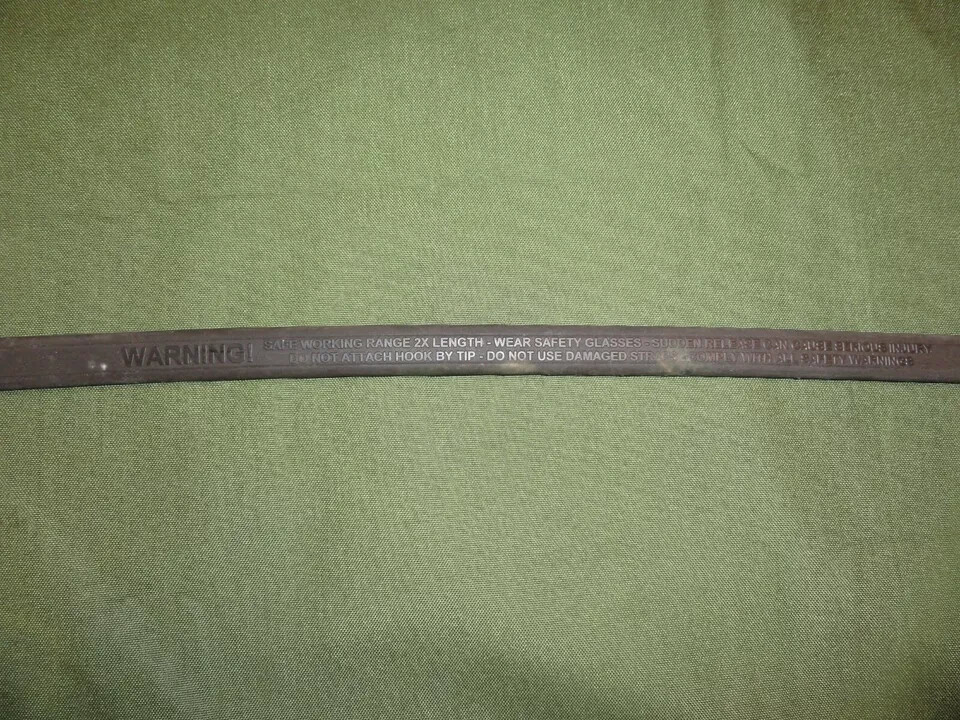 WARNING!
SAFE WORKING RANGE 2X LENGTH - WEAR SAFETY GLASSES - SUDDEN RELEASE CAN CAUSE SERIOUS INJURY
DO NOT ATTACH HOOK BY TIP - DO NOT USE DAMAGED COMPLY WITH ALL SAFETY WARNINGS